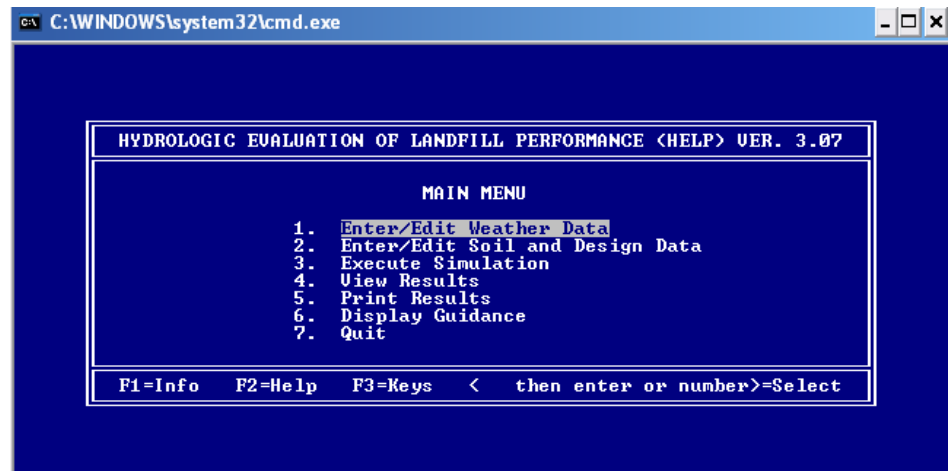 C:\WINDOWS\system32\cmd.exe
HYDROLOGIC EVALUATION OF LANDFILL PERFORMANCE (HELP) VER. 3.07
MAIN MENU
1. Enter/Edit Weather Data
2. Enter/Edit Soil and Design Data
3. Execute Simulation
4. View Results
5. Print Results
6. Display Guidance
7. Quit
F1=Info F2=Help F3=Keys ( then enter or number)=Select